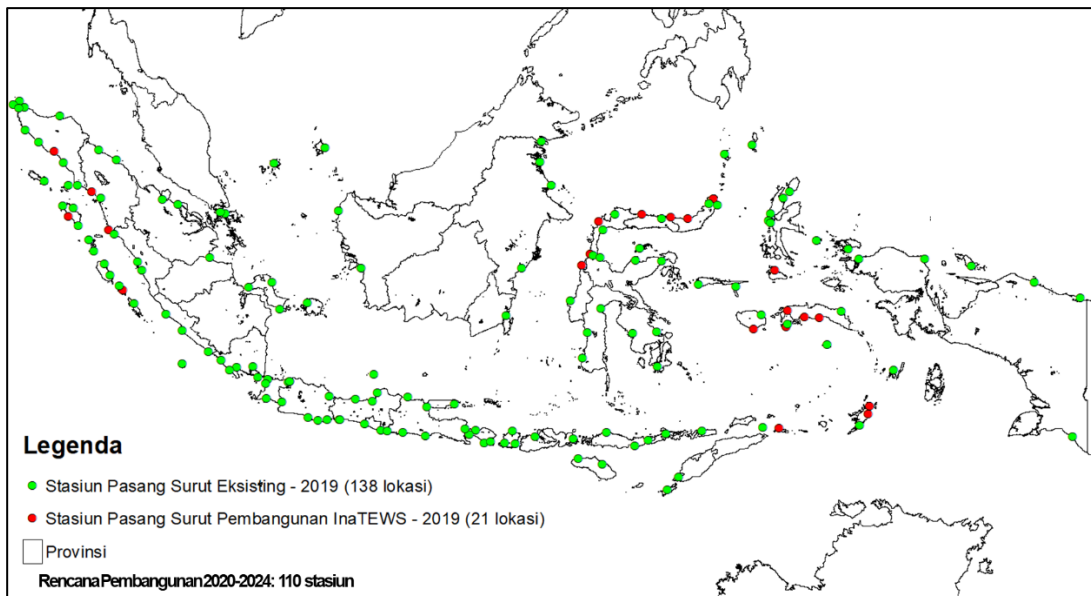 Legenda
Stasiun Pasang Surut Eksisting - 2019 (138 lokasi)
Stasiun Pasang Surut Pembangunan InaTEWS - 2019 (21 lokasi)
Provinsi
Rencana Pembangunan 2020-2024: 110 stasiun